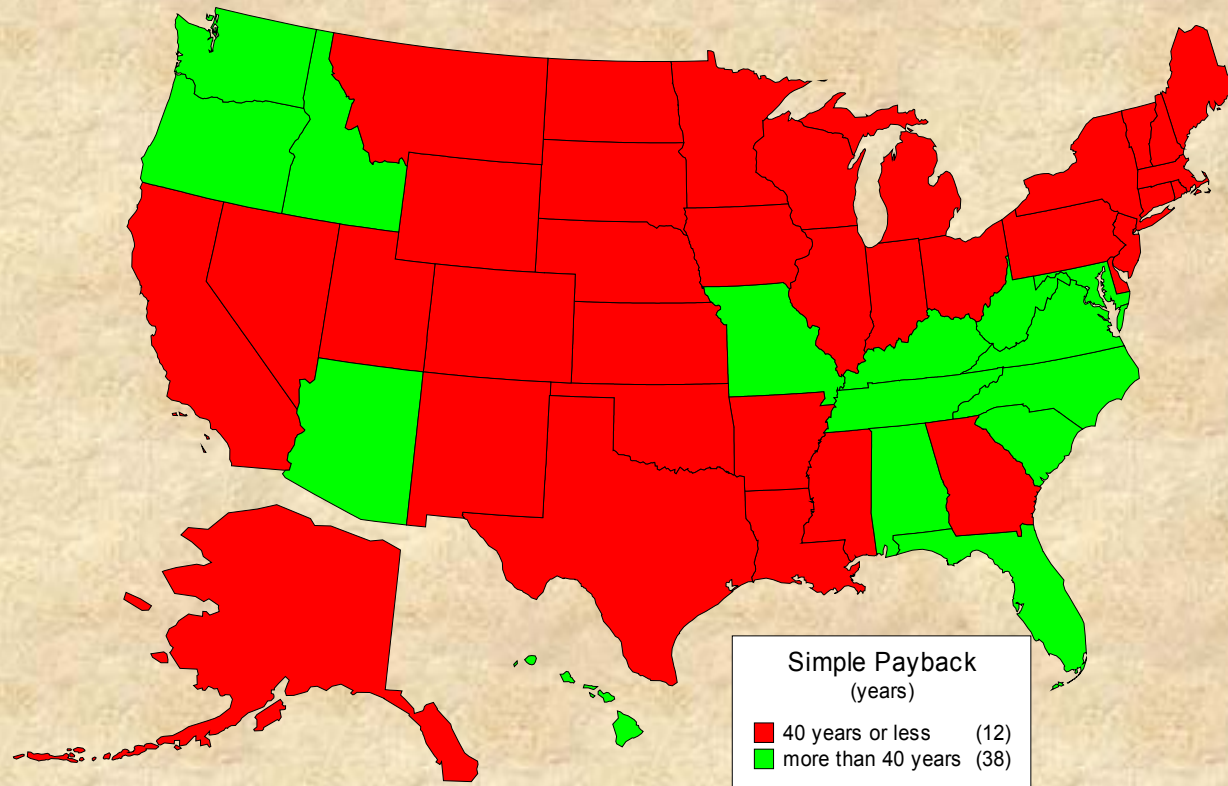 Simple Payback
(years)
40 years or less (12)
more than 40 years (38)